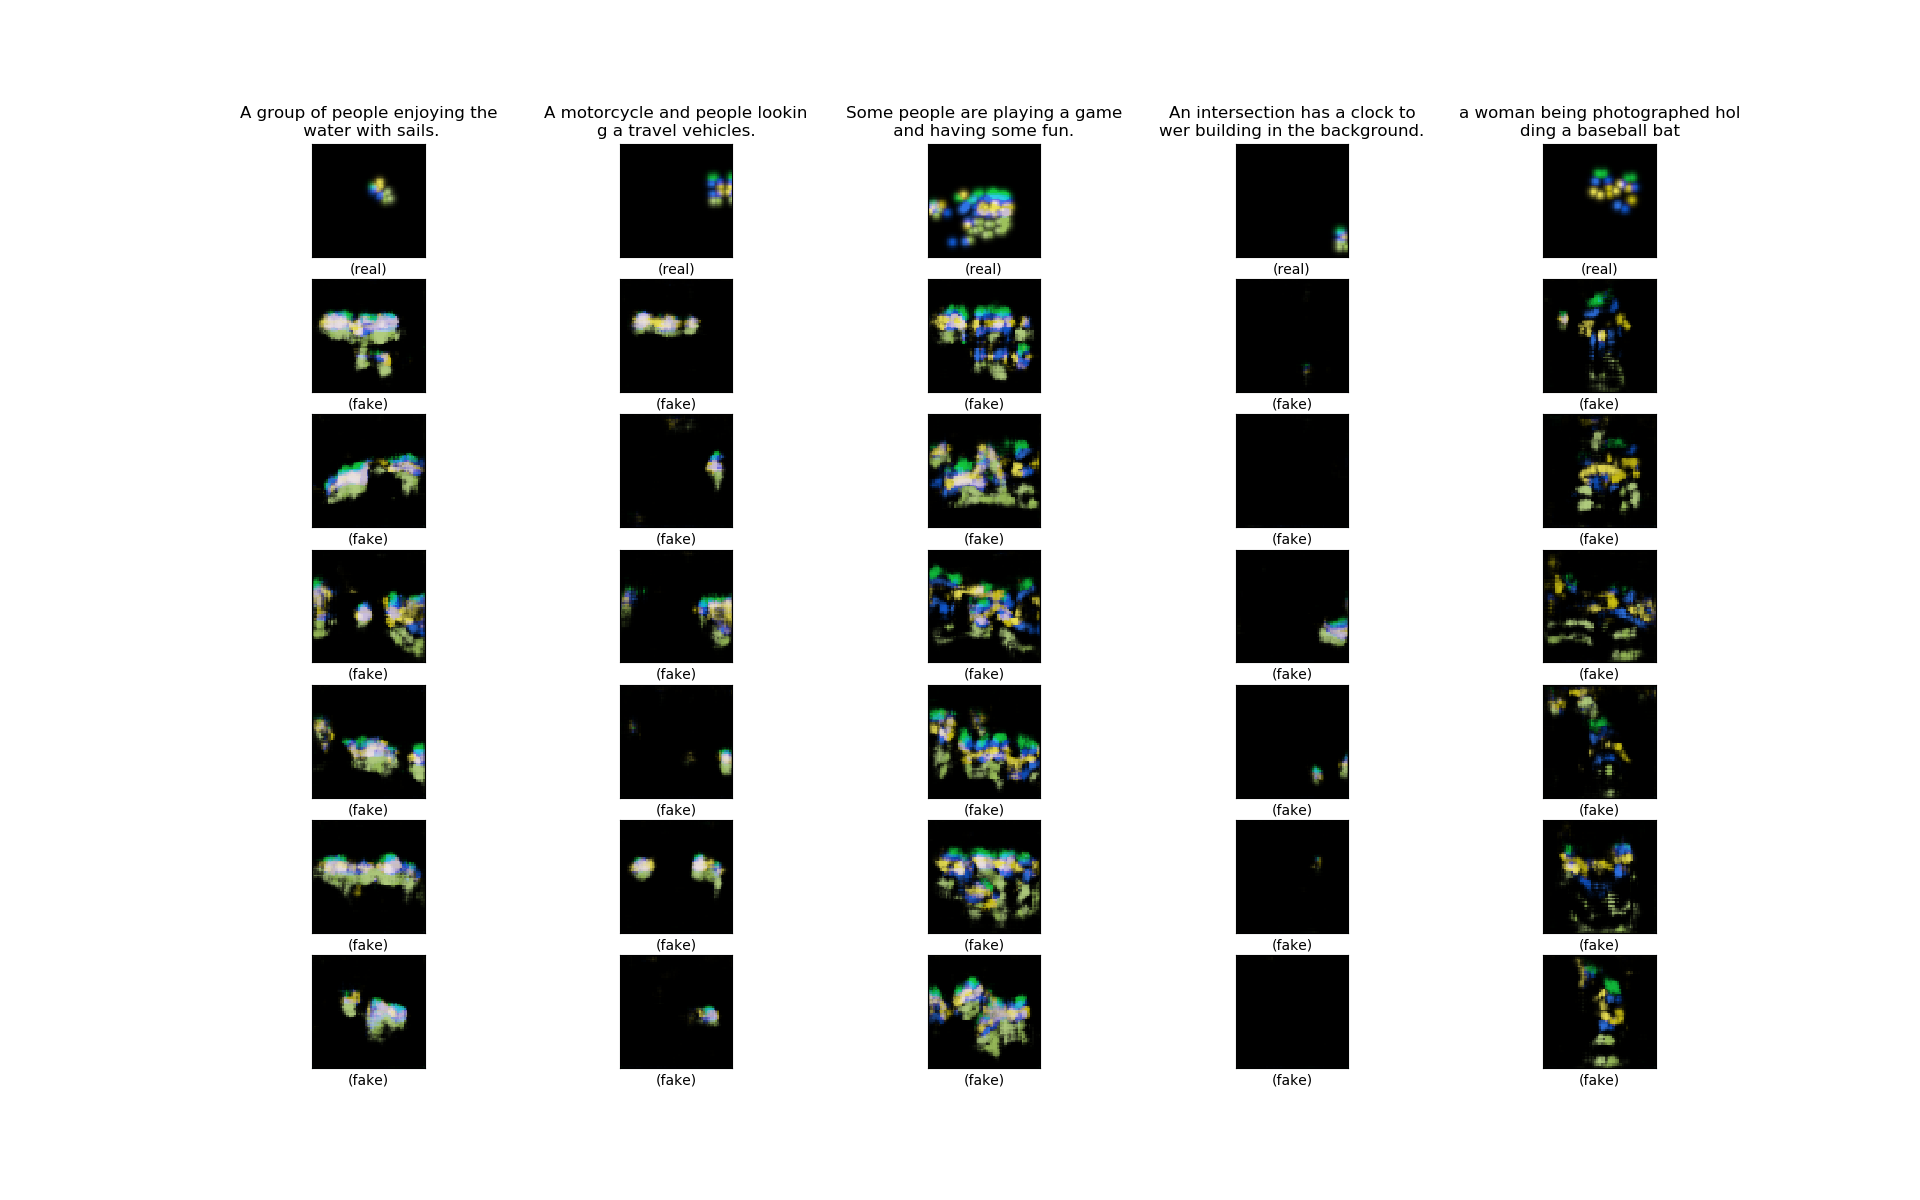 A group of people enjoying the
water with sails.
A motorcycle and people lookin
g a travel vehicles.
Some people are playing a game
and having some fun.
An intersection has a clock to
wer building in the background.
a woman being photographed hol
ding a baseball bat
(real) (real) (real) (real) (real)
(fake) (fake) (fake) (fake) (fake)
(fake) (fake) (fake) (fake) (fake)
(fake) (fake) (fake) (fake) (fake)
(fake) (fake) (fake) (fake) (fake)
(fake) (fake) (fake) (fake) (fake)
(fake) (fake) (fake) (fake) (fake)